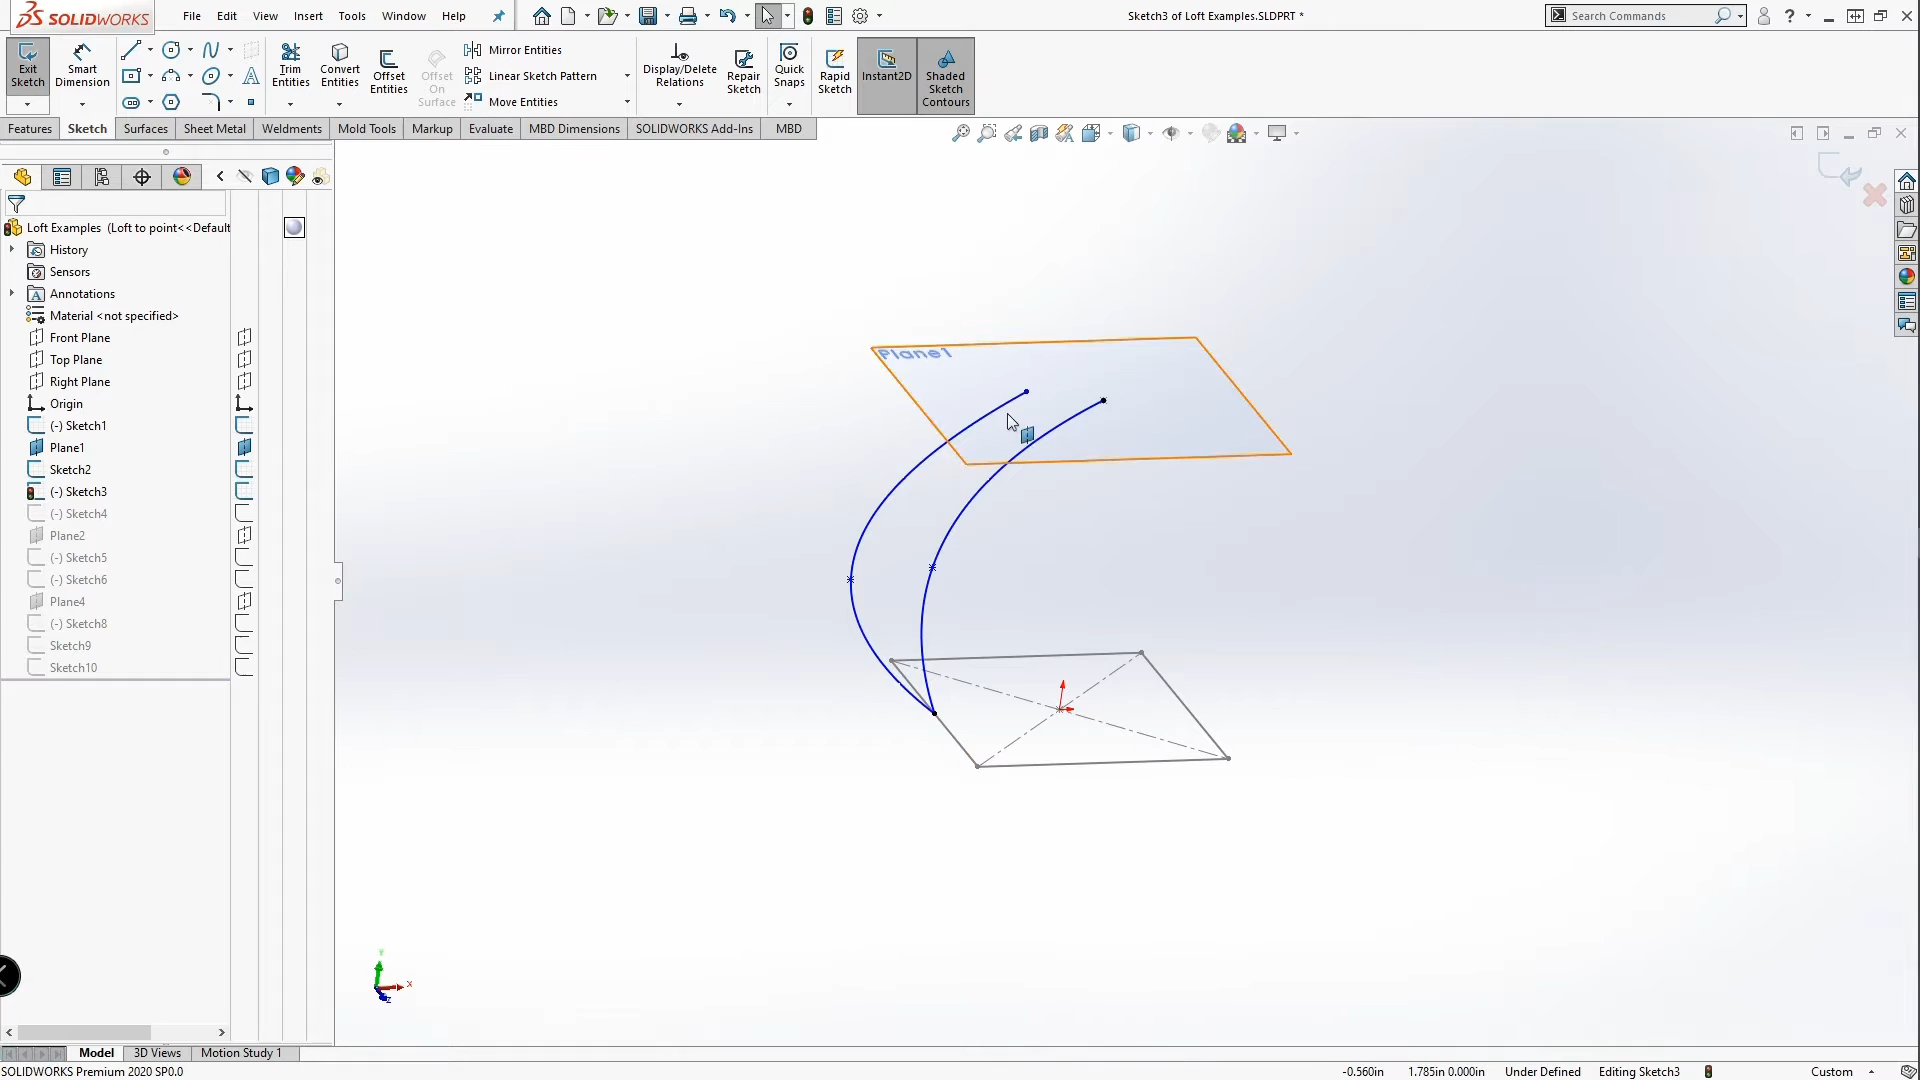 SOLIDWORKS File Edit View Insert Tools Window Help Sketch3 of Loft Examples.SLDPRT * Search Commands
Exit Sketch
Smart Dimension
Trim Entities
Convert Entities
Offset Entities
Offset On Surface
Mirror Entities
Linear Sketch Pattern
Move Entities
Display/Delete Relations
Repair Sketch
Quick Snaps
Rapid Sketch
Instant2D
Shaded Sketch Contours
Features Sketch Surfaces Sheet Metal Weldments Mold Tools Markup Evaluate MBD Dimensions SOLIDWORKS Add-Ins MBD
Loft Examples (Loft to point<<Default
History
Sensors
Annotations
Material <not specified>
Front Plane
Top Plane
Right Plane
Origin
(-) Sketch1
Plane1
Sketch2
(-) Sketch3
(-) Sketch4
Plane2
(-) Sketch5
(-) Sketch6
Plane4
(-) Sketch8
Sketch9
Sketch10
Plane1
Y
X
Z
Model 3D Views Motion Study 1
SOLIDWORKS Premium 2020 SP0.0 -0.560in 1.785in 0.000in Under Defined Editing Sketch3 Custom